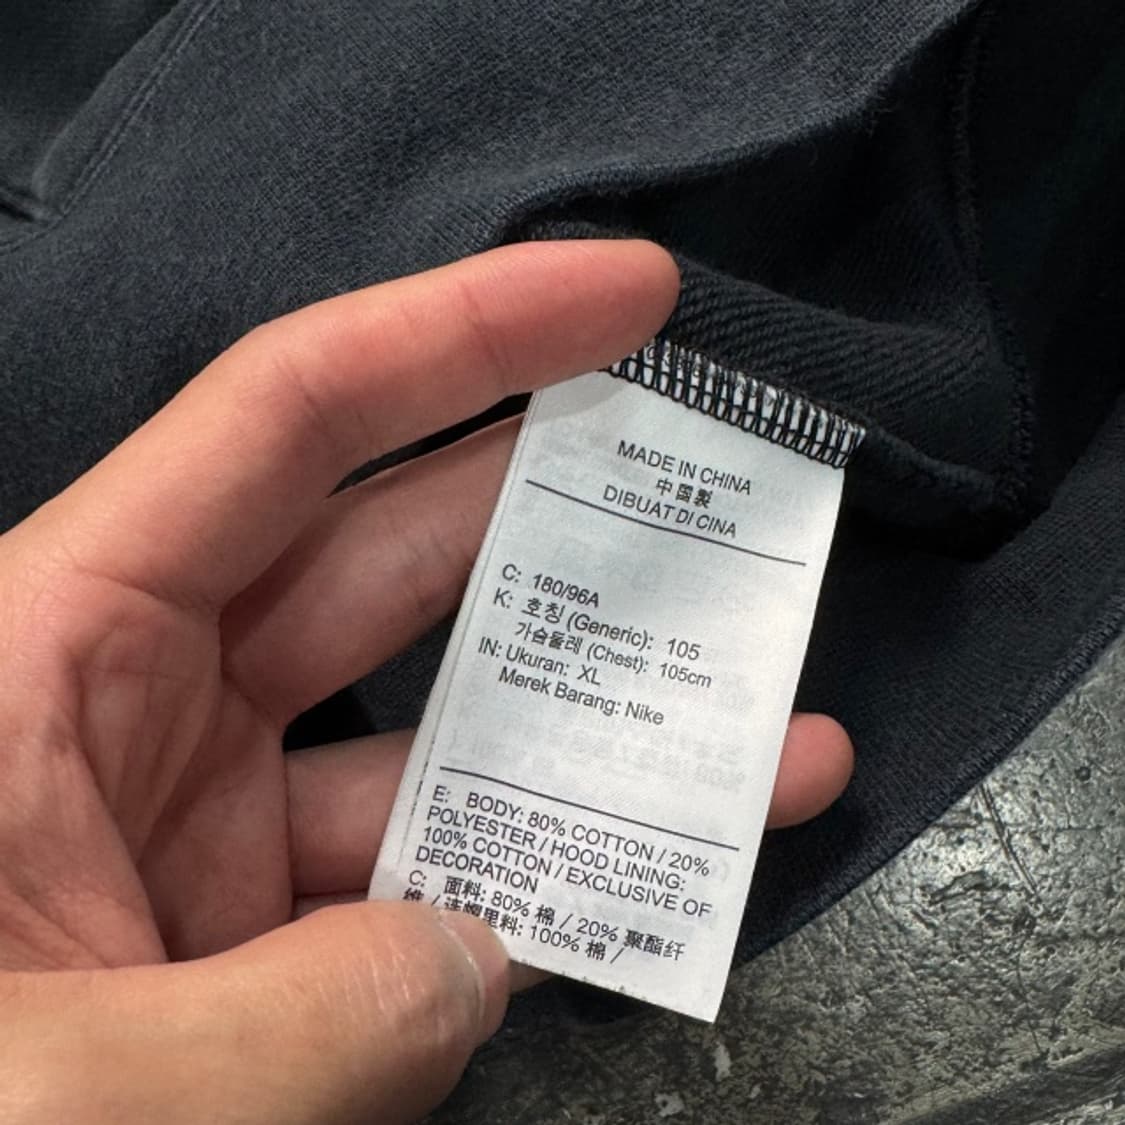 MADE IN CHINA
中国製
DIBUAT DI CINA
C: 180/96A
K: 호칭 (Generic): 105
가슴둘레 (Chest): 105cm
IN: Ukuran: XL
Merek Barang: Nike
E: BODY: 80% COTTON / 20%
POLYESTER / HOOD LINING:
100% COTTON / EXCLUSIVE OF
DECORATION
C: 面料: 80% 棉 / 20% 聚酯纤
维 / 连帽里料: 100% 棉 /